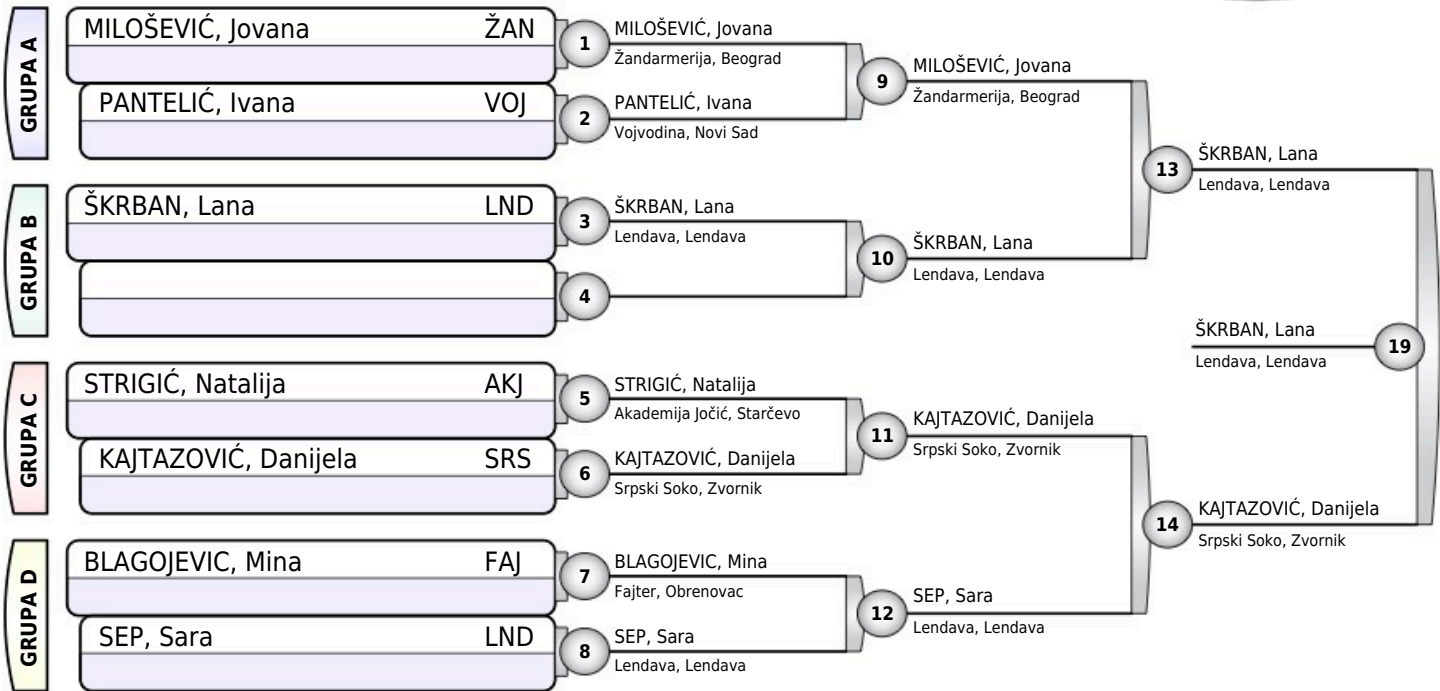 GRUPA A
MILOŠEVIĆ, Jovana ŽAN
PANTELIĆ, Ivana VOJ
GRUPA B
ŠKRBAN, Lana LND
GRUPA C
STRIGIĆ, Natalija AKJ
KAJTAZOVIĆ, Danijela SRS
GRUPA D
BLAGOJEVIC, Mina FAJ
SEP, Sara LND
1
MILOŠEVIĆ, Jovana
Žandarmerija, Beograd
2
PANTELIĆ, Ivana
Vojvodina, Novi Sad
3
ŠKRBAN, Lana
Lendava, Lendava
4
5
STRIGIĆ, Natalija
Akademija Jočić, Starčevo
6
KAJTAZOVIĆ, Danijela
Srpski Soko, Zvornik
7
BLAGOJEVIC, Mina
Fajter, Obrenovac
8
SEP, Sara
Lendava, Lendava
9
MILOŠEVIĆ, Jovana
Žandarmerija, Beograd
10
ŠKRBAN, Lana
Lendava, Lendava
11
KAJTAZOVIĆ, Danijela
Srpski Soko, Zvornik
12
SEP, Sara
Lendava, Lendava
13
ŠKRBAN, Lana
Lendava, Lendava
14
KAJTAZOVIĆ, Danijela
Srpski Soko, Zvornik
ŠKRBAN, Lana
Lendava, Lendava
19